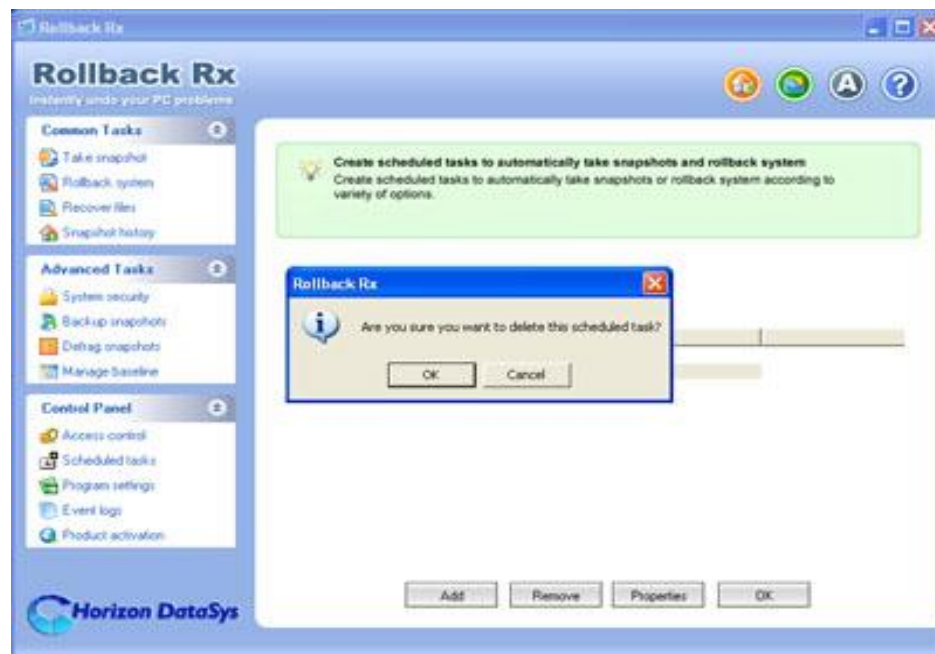 Rollback Rx
Rollback Rx
Instantly undo your PC problems
Common Tasks
Take snapshot
Rollback system
Recover files
Snapshot history
Advanced Tasks
System security
Backup snapshots
Defrag snapshots
Manage baseline
Control Panel
Access control
Scheduled tasks
Program settings
Event logs
Product activation
Horizon DataSys
A
?
Create scheduled tasks to automatically take snapshots and rollback system
Create scheduled tasks to automatically take snapshots or rollback system according to
variety of options.
Rollback Rx
Are you sure you want to delete this scheduled task?
OK
Cancel
Add
Remove
Properties
OK